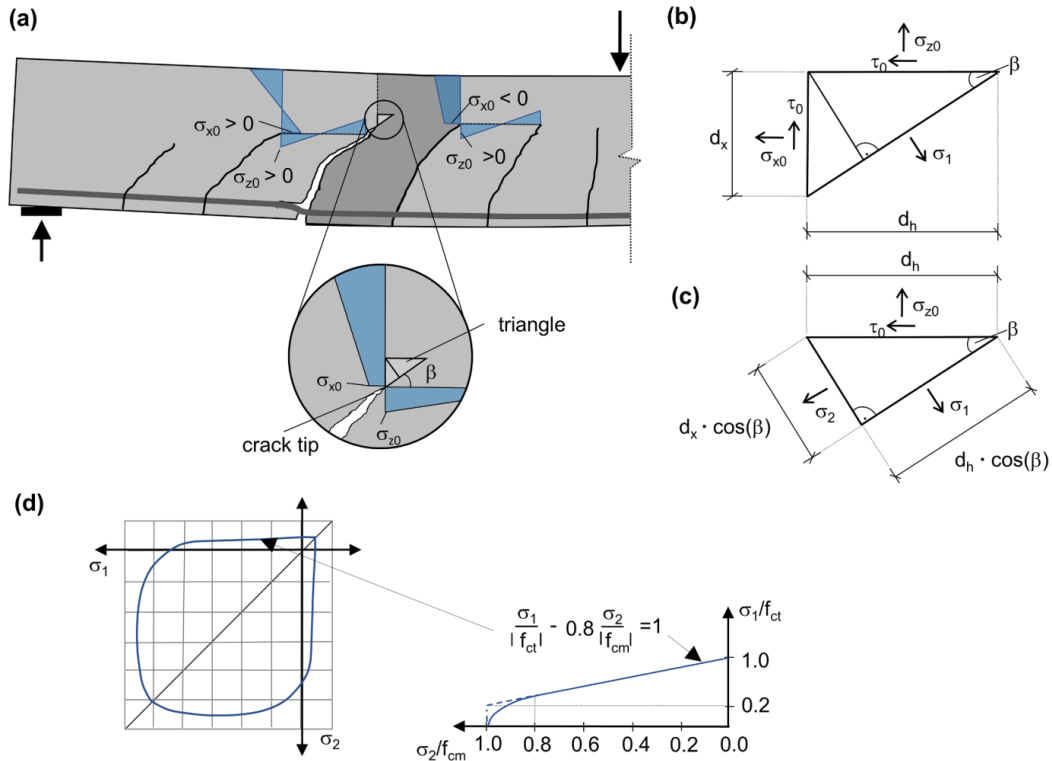 (a)
σx0 > 0
σz0 > 0
σx0 < 0
σz0 >0
triangle
σx0
β
σz0
crack tip
(b)
σz0
τ0
β
τ0
dx
σx0
σ1
dh
dh
(c)
σz0
τ0
β
σ2
σ1
dx · cos(β)
dh · cos(β)
(d)
σ1
σ2
σ1/|fct| - 0.8 σ2/|fcm| =1
σ1/fct
1.0
0.2
σ2/fcm 1.0 0.8 0.6 0.4 0.2 0.0